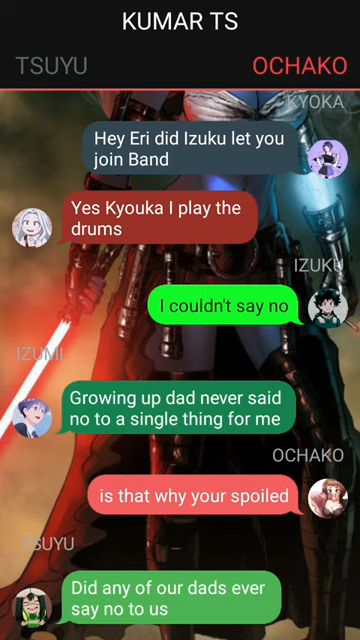 KUMAR TS
TSUYU
OCHAKO
KYOKA
Hey Eri did Izuku let you
join Band
Yes Kyouka I play the
drums
IZUKU
I couldn't say no
IZUMI
Growing up dad never said
no to a single thing for me
OCHAKO
is that why your spoiled
TSUYU
Did any of our dads ever
say no to us